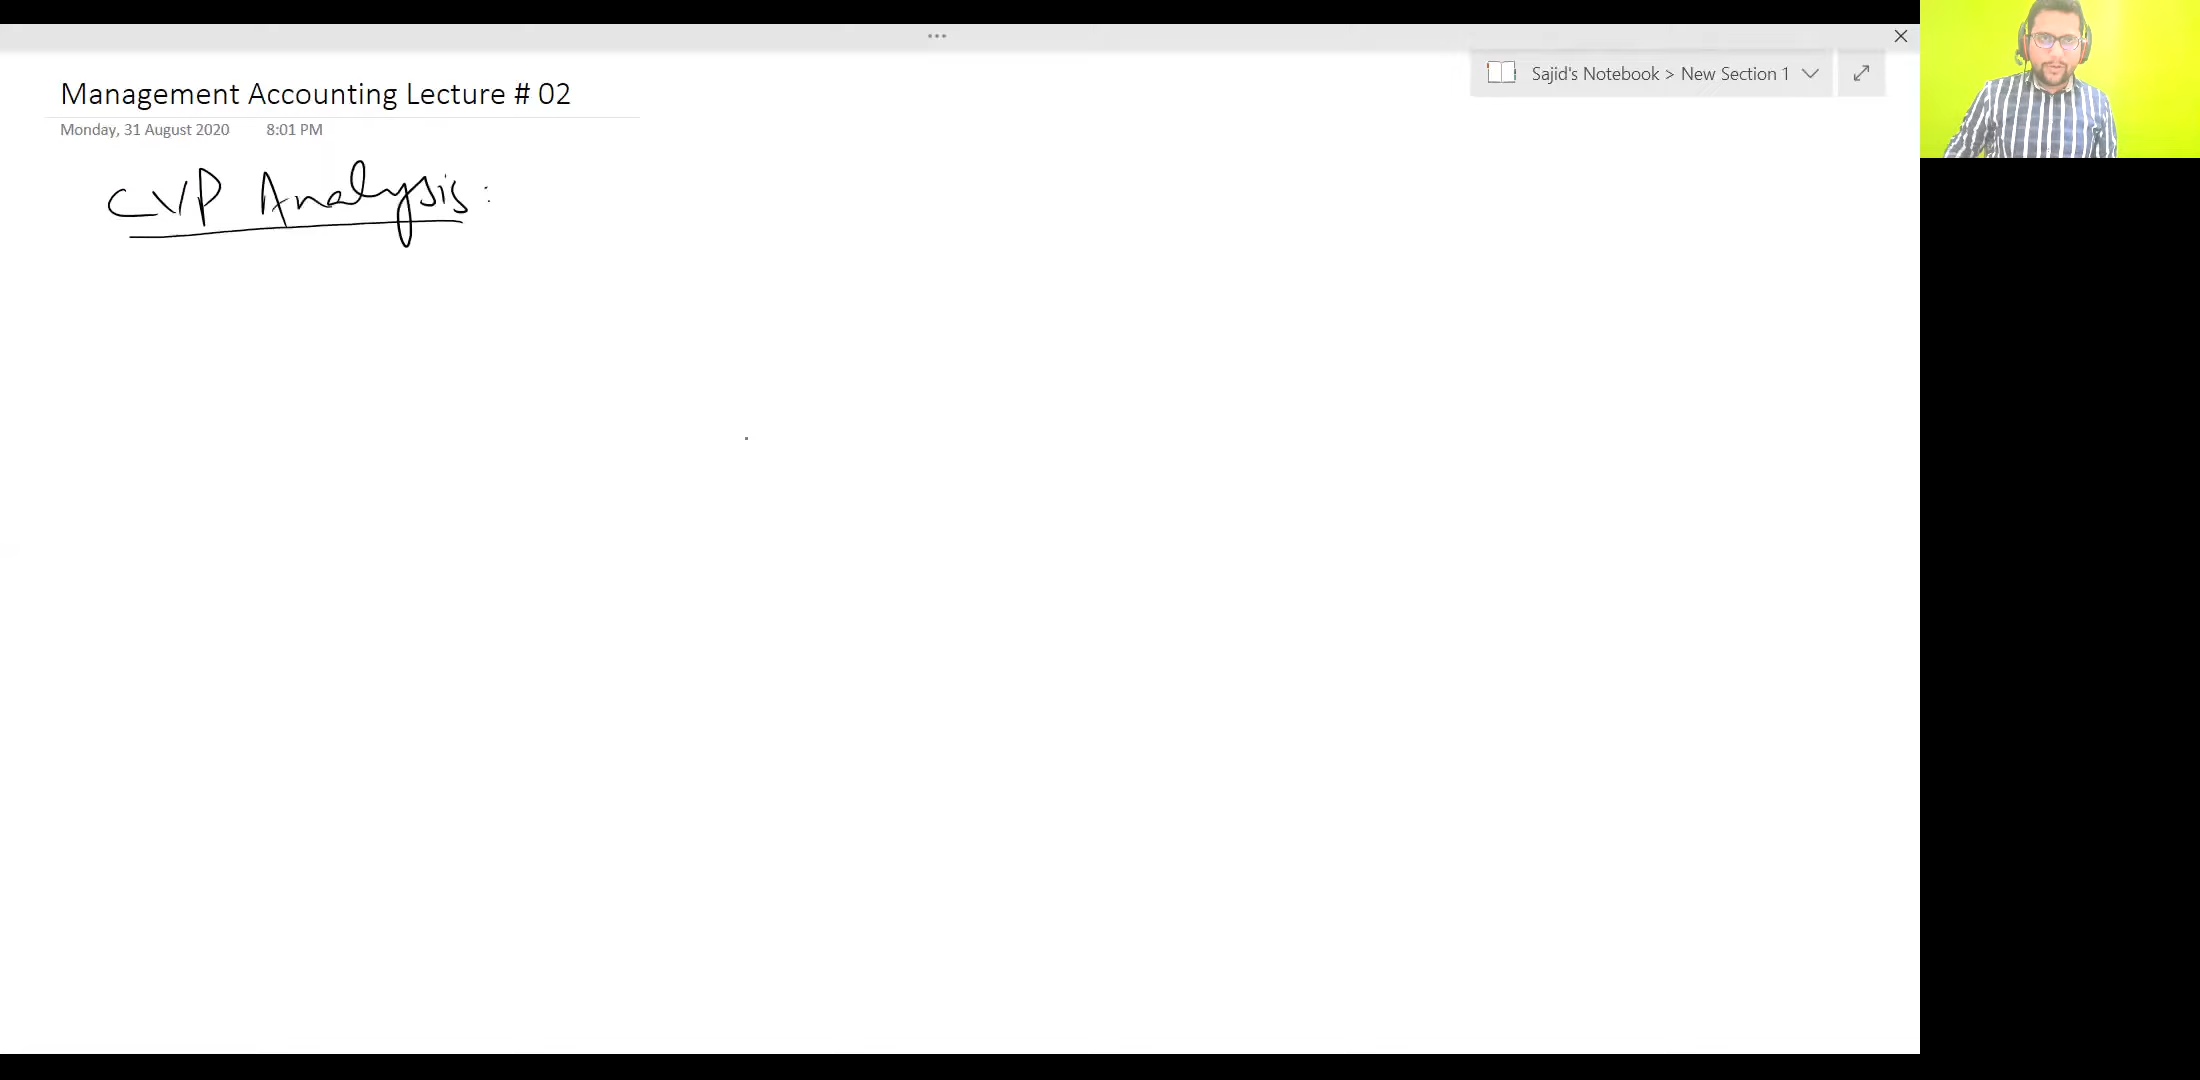 Sajid's Notebook > New Section 1
Management Accounting Lecture # 02
Monday, 31 August 2020 8:01 PM
CVP Analysis: